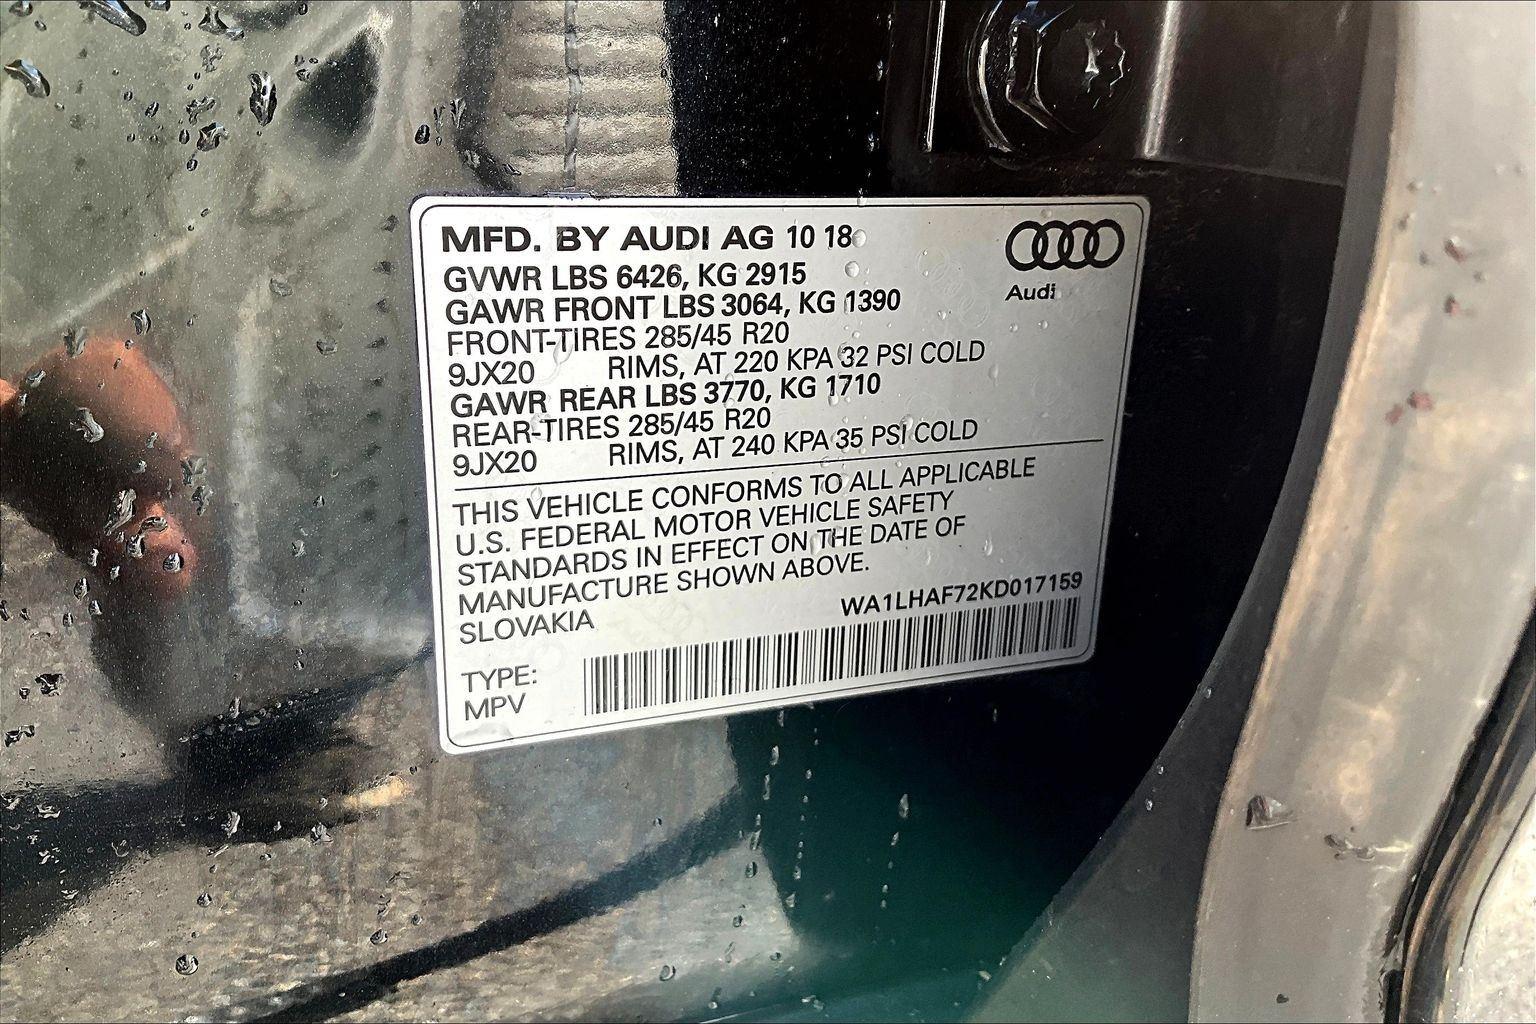 MFD. BY AUDI AG 10 18
GVWR LBS 6426, KG 2915
GAWR FRONT LBS 3064, KG 1390
FRONT-TIRES 285/45 R20
9JX20 RIMS, AT 220 KPA 32 PSI COLD
GAWR REAR LBS 3770, KG 1710
REAR-TIRES 285/45 R20
9JX20 RIMS, AT 240 KPA 35 PSI COLD
Audi
THIS VEHICLE CONFORMS TO ALL APPLICABLE
U.S. FEDERAL MOTOR VEHICLE SAFETY
STANDARDS IN EFFECT ON THE DATE OF
MANUFACTURE SHOWN ABOVE.
SLOVAKIA
WA1LHAF72KD017159
TYPE:
MPV